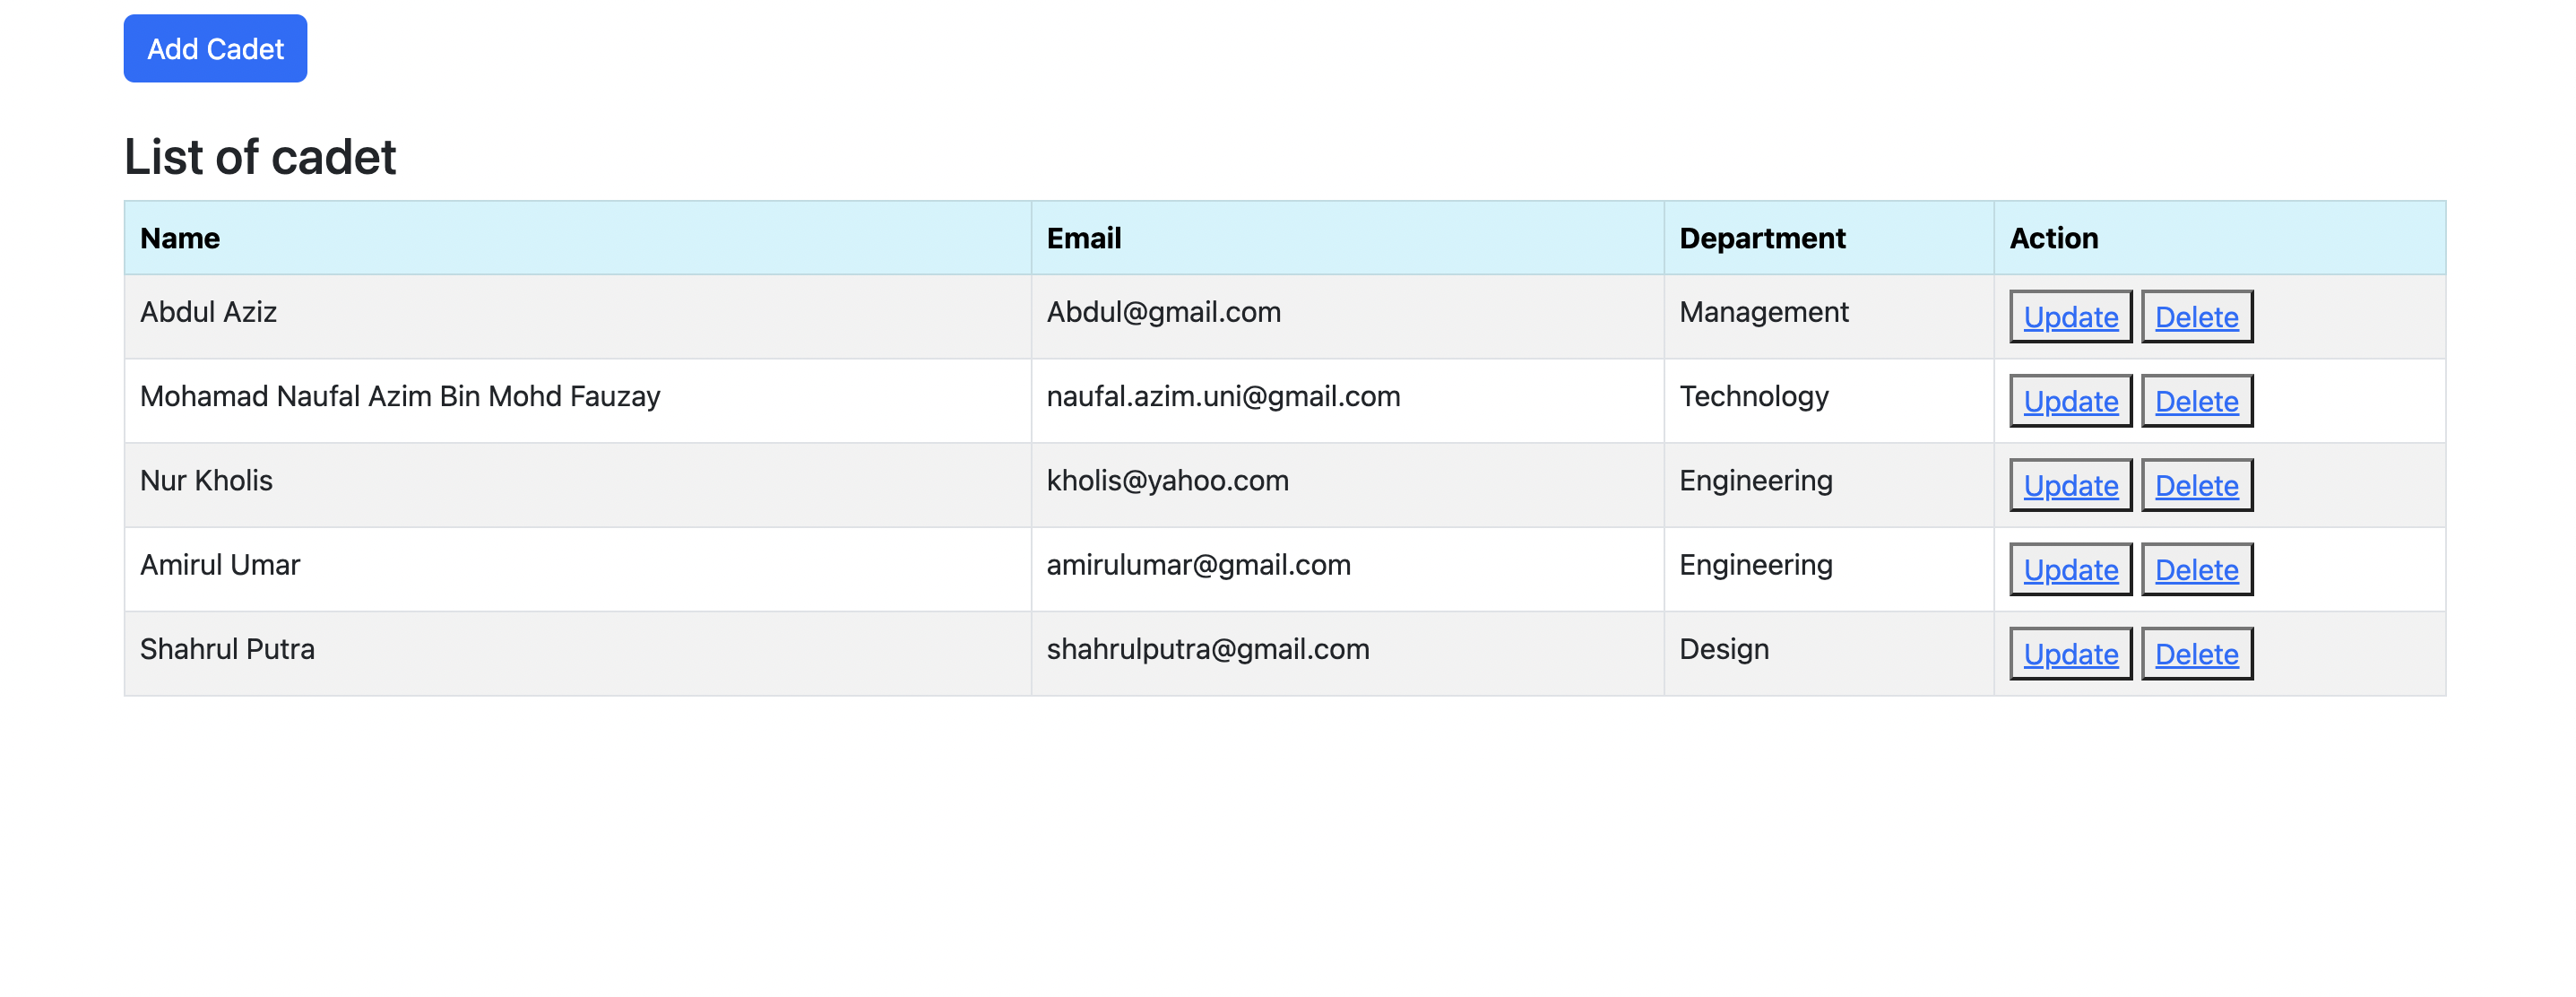 Add Cadet
List of cadet
Name Email Department Action
Abdul Aziz Abdul@gmail.com Management Update Delete
Mohamad Naufal Azim Bin Mohd Fauzay naufal.azim.uni@gmail.com Technology Update Delete
Nur Kholis kholis@yahoo.com Engineering Update Delete
Amirul Umar amirulumar@gmail.com Engineering Update Delete
Shahrul Putra shahrulputra@gmail.com Design Update Delete